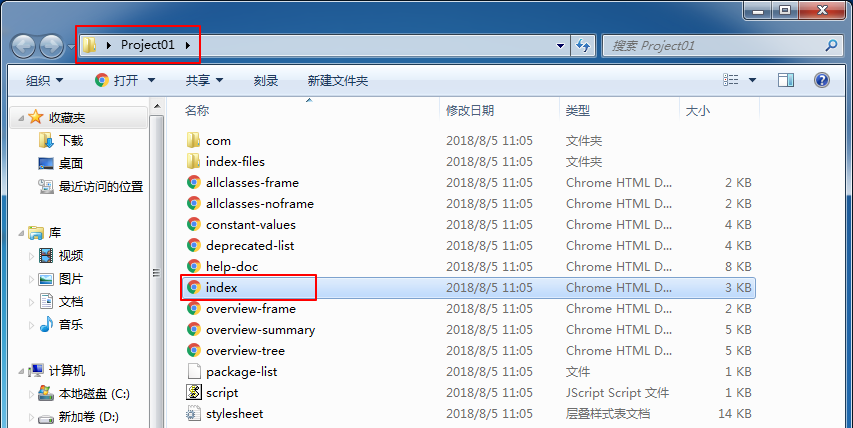 Project01
搜索 Project01
组织 打开 共享 刻录 新建文件夹
名称 修改日期 类型 大小
收藏夹
下载
桌面
最近访问的位置
库
视频
图片
文档
音乐
计算机
本地磁盘 (C:)
新加卷 (D:)
com 2018/8/5 11:05 文件夹
index-files 2018/8/5 11:05 文件夹
allclasses-frame 2018/8/5 11:05 Chrome HTML D... 2 KB
allclasses-noframe 2018/8/5 11:05 Chrome HTML D... 2 KB
constant-values 2018/8/5 11:05 Chrome HTML D... 4 KB
deprecated-list 2018/8/5 11:05 Chrome HTML D... 4 KB
help-doc 2018/8/5 11:05 Chrome HTML D... 8 KB
index 2018/8/5 11:05 Chrome HTML D... 3 KB
overview-frame 2018/8/5 11:05 Chrome HTML D... 2 KB
overview-summary 2018/8/5 11:05 Chrome HTML D... 5 KB
overview-tree 2018/8/5 11:05 Chrome HTML D... 5 KB
package-list 2018/8/5 11:05 文件 1 KB
script 2018/8/5 11:05 JScript Script 文件 1 KB
stylesheet 2018/8/5 11:05 层叠样式表文档 14 KB